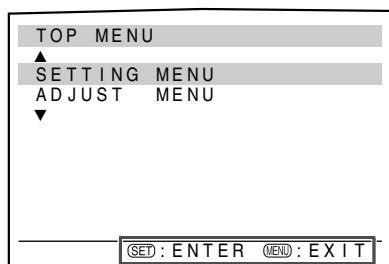 TOP MENU
▲
SETTING MENU
ADJUST MENU
▼
SET: ENTER MENU: EXIT